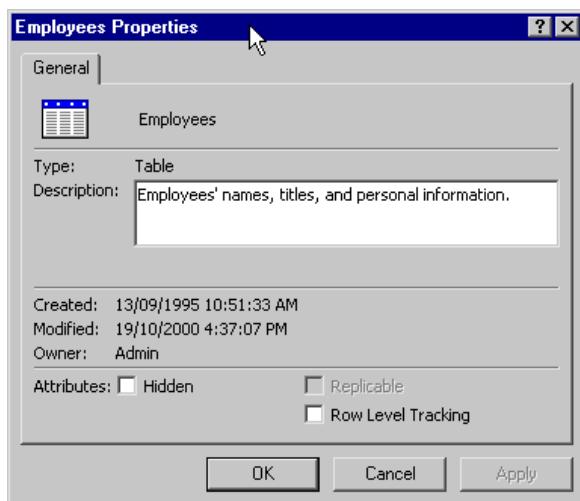 Employees Properties
General
Employees
Type: Table
Description: Employees' names, titles, and personal information.
Created: 13/09/1995 10:51:33 AM
Modified: 19/10/2000 4:37:07 PM
Owner: Admin
Attributes: Hidden Replicable
Row Level Tracking
OK Cancel Apply